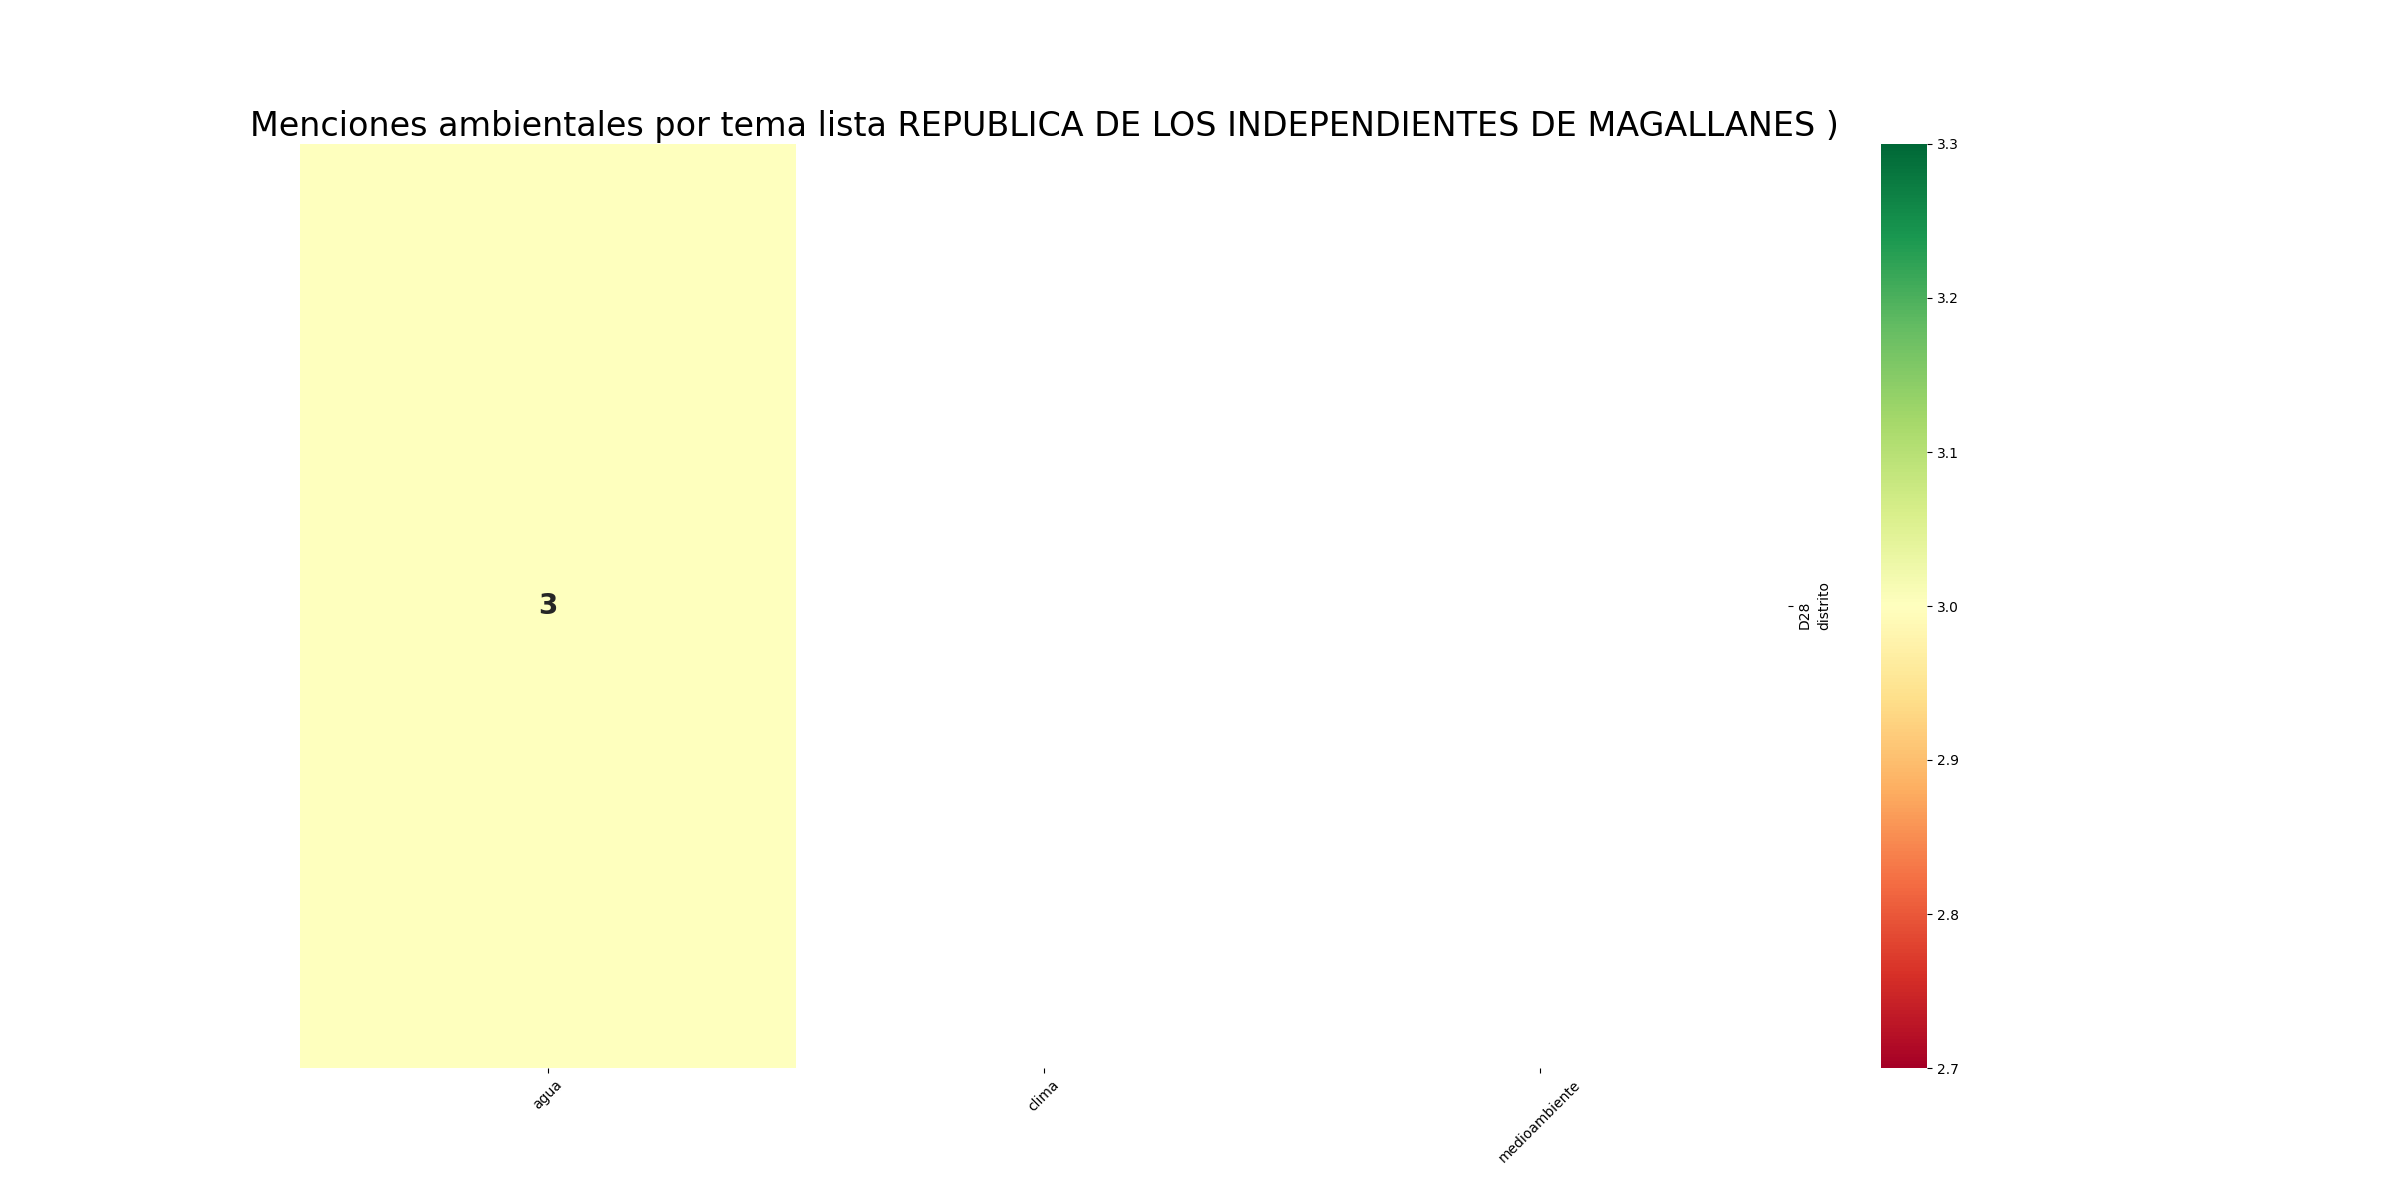 Menciones ambientales por tema lista REPUBLICA DE LOS INDEPENDIENTES DE MAGALLANES )
3
D28
distrito
3.3
3.2
3.1
3.0
2.9
2.8
2.7
agua
clima
medioambiente